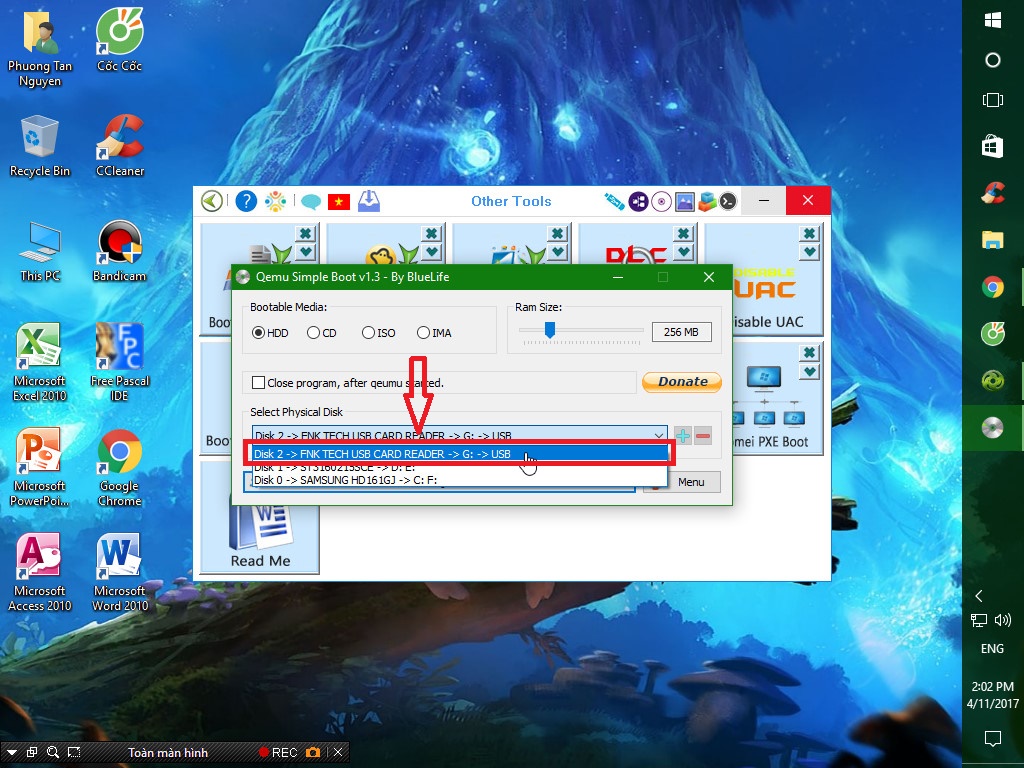 Phuong Tan
Nguyen
Cốc Cốc
Recycle Bin
CCleaner
This PC
Bandicam
Microsoft
Excel 2010
Free Pascal
IDE
Microsoft
PowerPoi...
Google
Chrome
Microsoft
Access 2010
Microsoft
Word 2010
Other Tools
Qemu Simple Boot v1.3 - By BlueLife
Bootable Media:
HDD
CD
ISO
IMA
Ram Size:
256 MB
Close program, after qeumu started.
Donate
Select Physical Disk
Disk 2 -> FNK TECH USB CARD READER -> G: -> USB
Disk 2 -> FNK TECH USB CARD READER -> G: -> USB
Disk 1 -> ST3160215SCE -> D: E:
Disk 0 -> SAMSUNG HD161GJ -> C: F:
Menu
UAC
isable UAC
Boo
Boo
omei PXE Boot
Read Me
Toàn màn hình
REC
ENG
2:02 PM
4/11/2017